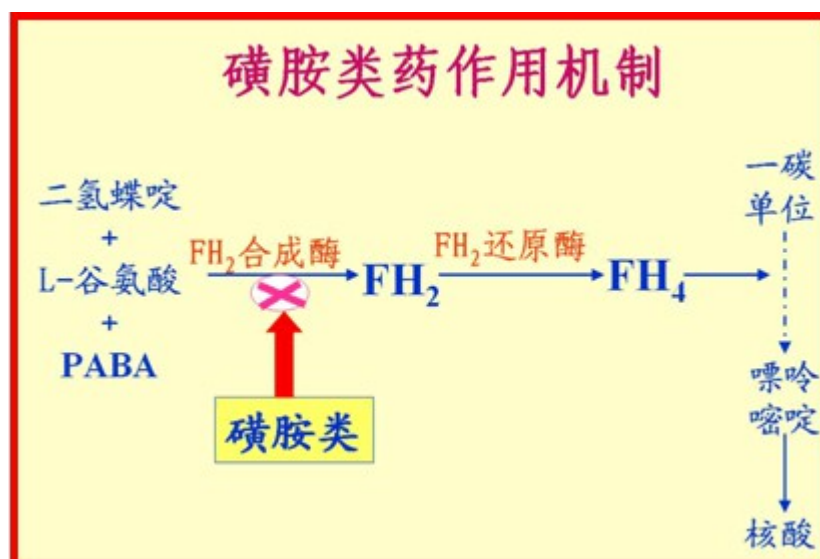 磺胺类药作用机制
二氢蝶啶
+
L-谷氨酸
+
PABA
FH₂合成酶
FH₂
FH₂还原酶
FH₄
磺胺类
一碳
单位
嘌呤
嘧啶
核酸